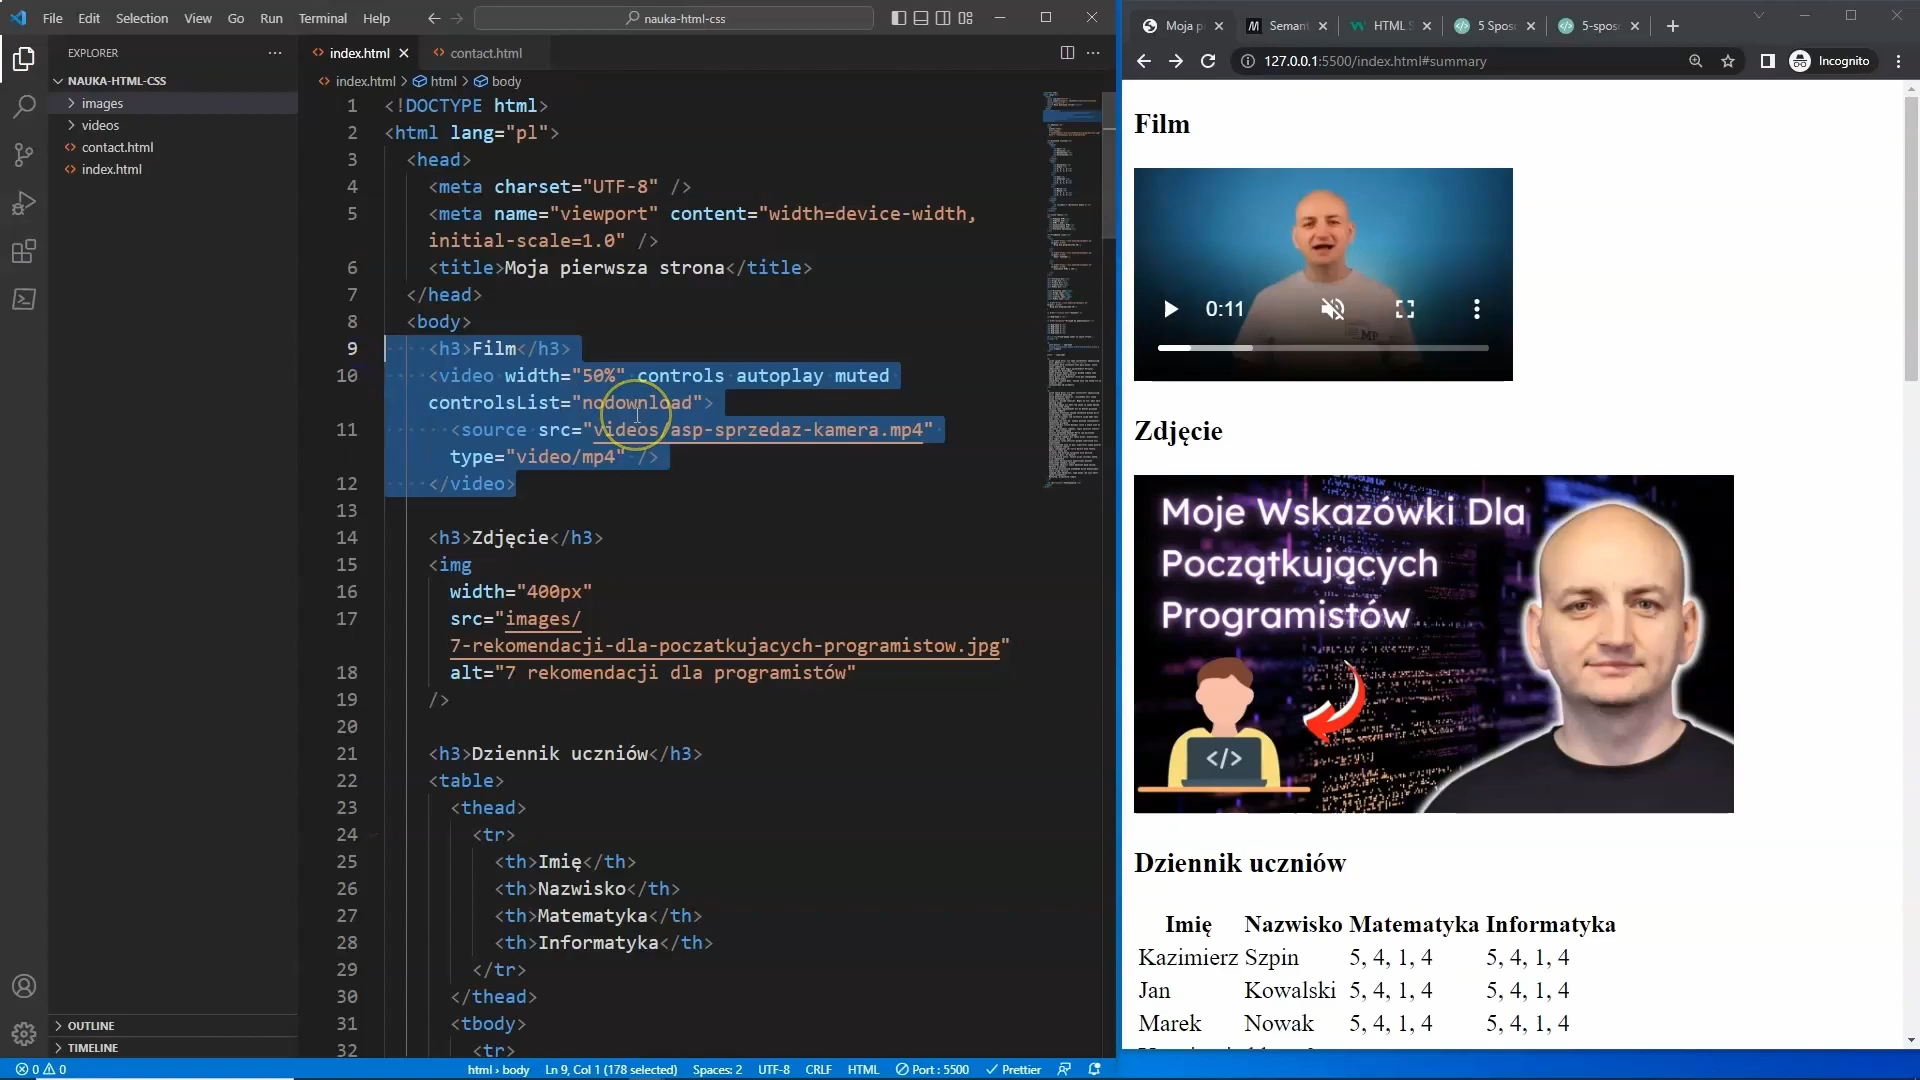 File Edit Selection View Go Run Terminal Help
nauka-html-css
EXPLORER
NAUKA-HTML-CSS
images
videos
contact.html
index.html
OUTLINE
TIMELINE
index.html
contact.html
index.html > html > body
1 <!DOCTYPE html>
2 <html lang="pl">
3 <head>
4 <meta charset="UTF-8" />
5 <meta name="viewport" content="width=device-width,
initial-scale=1.0" />
6 <title>Moja pierwsza strona</title>
7 </head>
8 <body>
9 <h3>Film</h3>
10 <video width="50%" controls autoplay muted
controlsList="nodownload">
11 <source src="videos/asp-sprzedaz-kamera.mp4"
type="video/mp4" />
12 </video>
13
14 <h3>Zdjęcie</h3>
15 <img
16 width="400px"
17 src="images/
7-rekomendacji-dla-poczatkujacych-programistow.jpg"
18 alt="7 rekomendacji dla programistów"
19 />
20
21 <h3>Dziennik uczniów</h3>
22 <table>
23 <thead>
24 <tr>
25 <th>Imię</th>
26 <th>Nazwisko</th>
27 <th>Matematyka</th>
28 <th>Informatyka</th>
29 </tr>
30 </thead>
31 <tbody>
32 <tr>
0 0
html > body
Ln 9, Col 1 (178 selected)
Spaces: 2
UTF-8
CRLF
HTML
Port : 5500
Prettier
Moja p
Seman
HTML S
5 Spos
5-spos
127.0.0.1:5500/index.html#summary
Incognito
Film
0:11
MP
Zdjęcie
Moje Wskazówki Dla
Początkujących
Programistów
</>
Dziennik uczniów
Imię Nazwisko Matematyka Informatyka
Kazimierz Szpin 5, 4, 1, 4 5, 4, 1, 4
Jan Kowalski 5, 4, 1, 4 5, 4, 1, 4
Marek Nowak 5, 4, 1, 4 5, 4, 1, 4